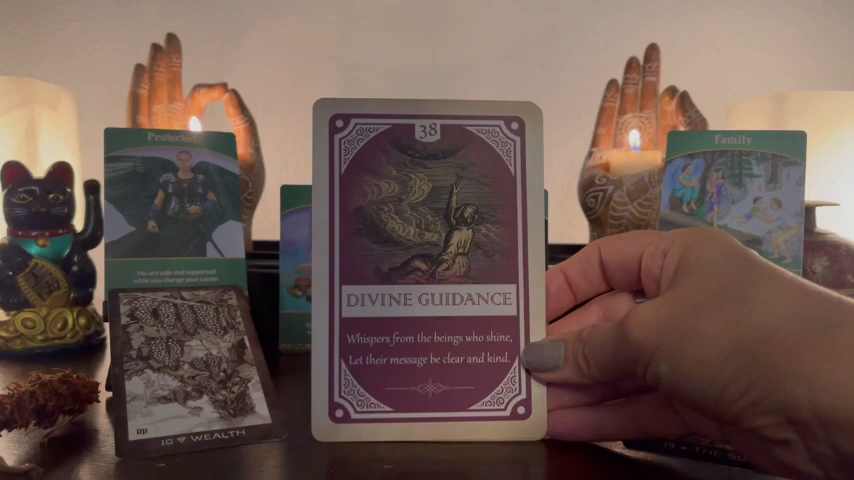 Family
You are safe and supported
while you change your career.
10 ▼ WEALTH
38
DIVINE GUIDANCE
Whispers from the beings who shine,
Let their message be clear and kind.